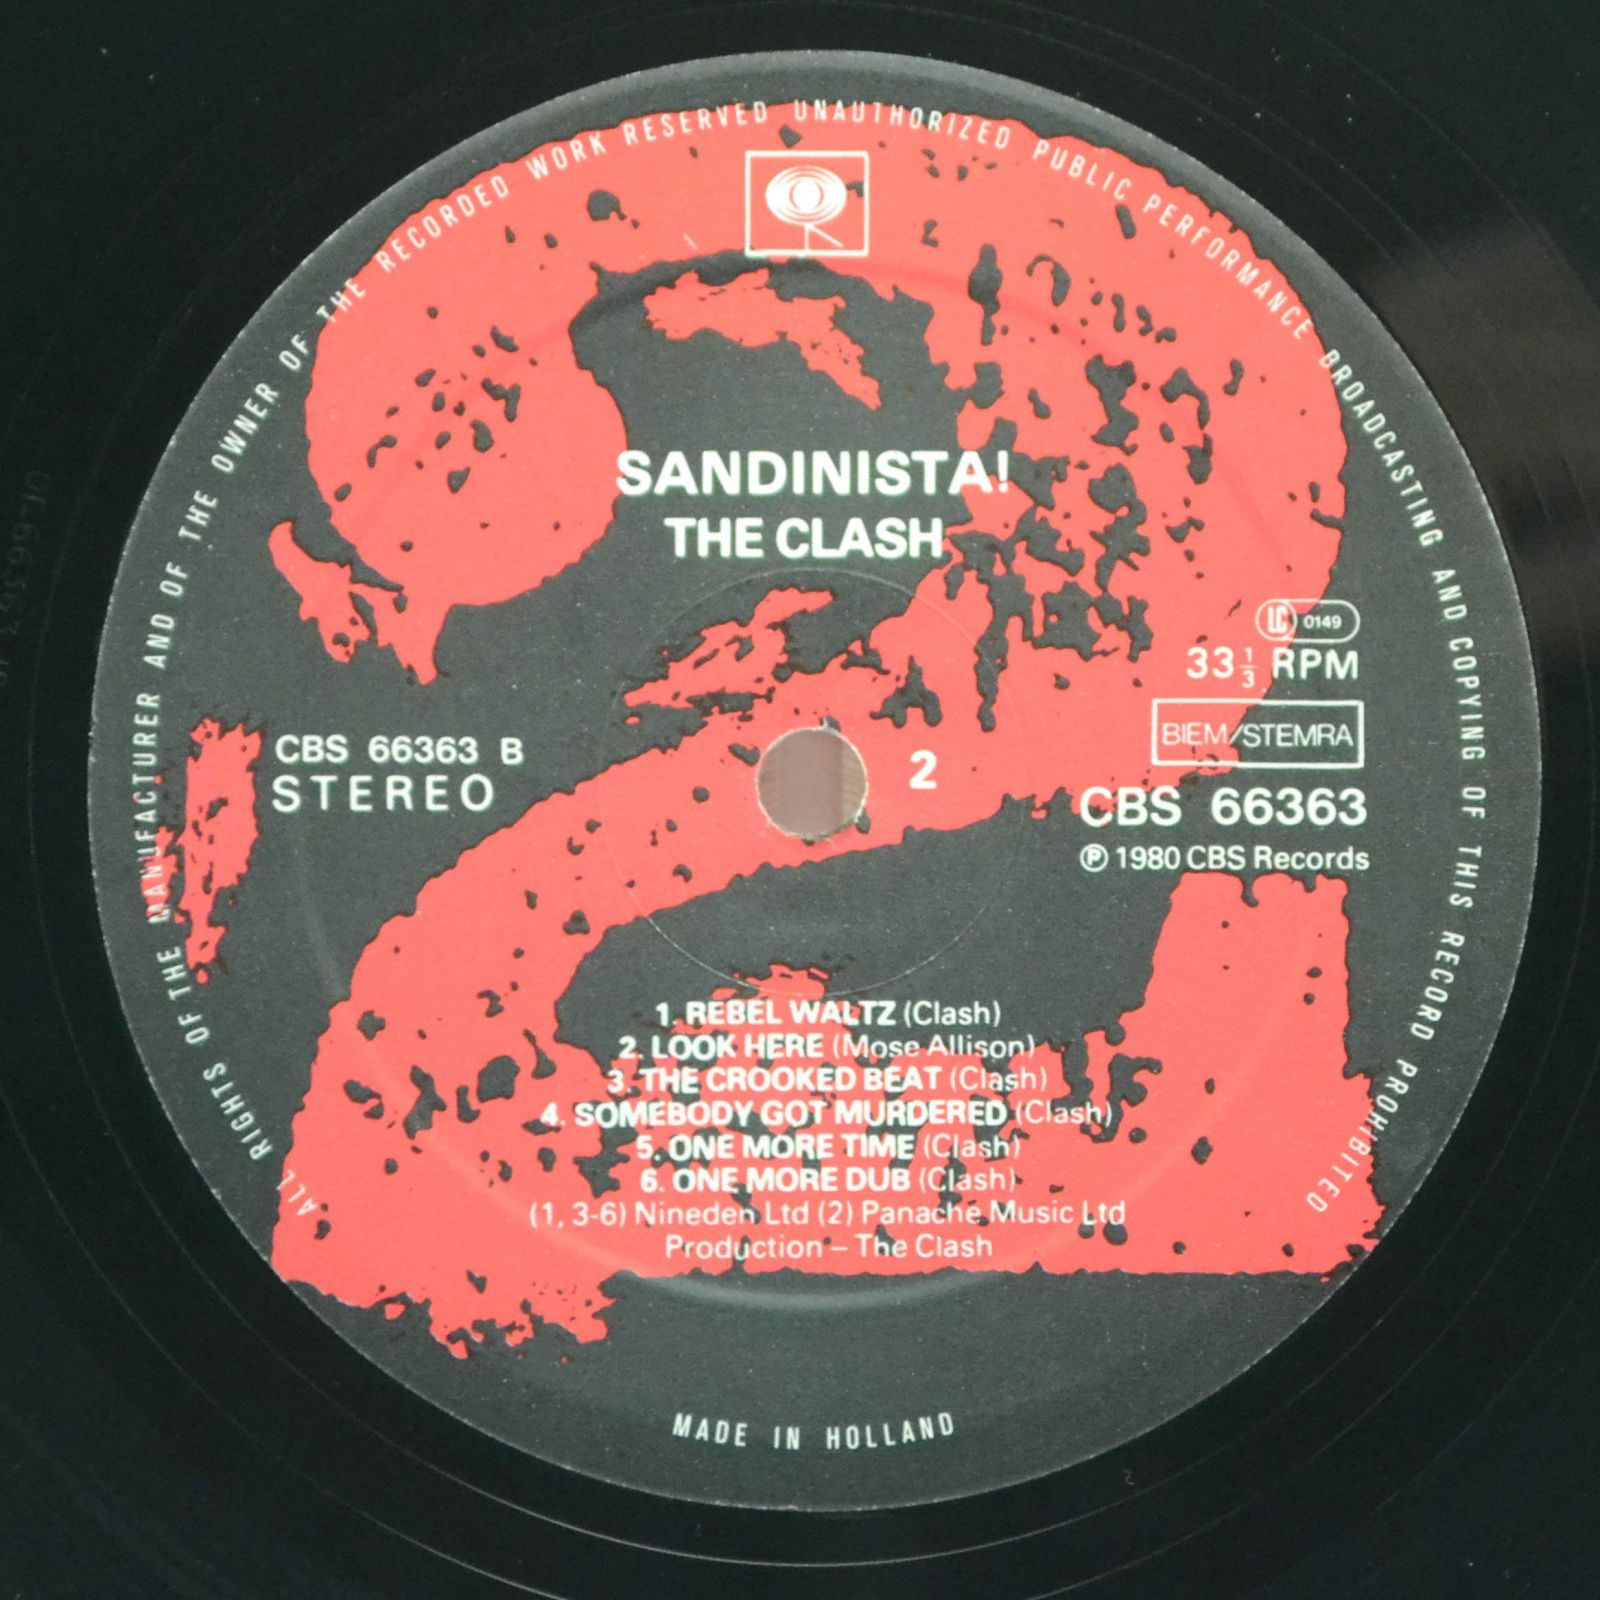 ALL RIGHTS OF THE MANUFACTURER AND OF THE OWNER OF THE RECORDED WORK RESERVED UNAUTHORIZED PUBLIC PERFORMANCE BROADCASTING AND COPYING OF THIS RECORD PROHIBITED
SANDINISTA!
THE CLASH
LC 0149
33 1/3 RPM
BIEM/STEMRA
CBS 66363 B
STEREO
2
CBS 66363
℗ 1980 CBS Records
1. REBEL WALTZ (Clash)
2. LOOK HERE (Mose Allison)
3. THE CROOKED BEAT (Clash)
4. SOMEBODY GOT MURDERED (Clash)
5. ONE MORE TIME (Clash)
6. ONE MORE DUB (Clash)
(1, 3-6) Nineden Ltd (2) Panache Music Ltd
Production – The Clash
MADE IN HOLLAND